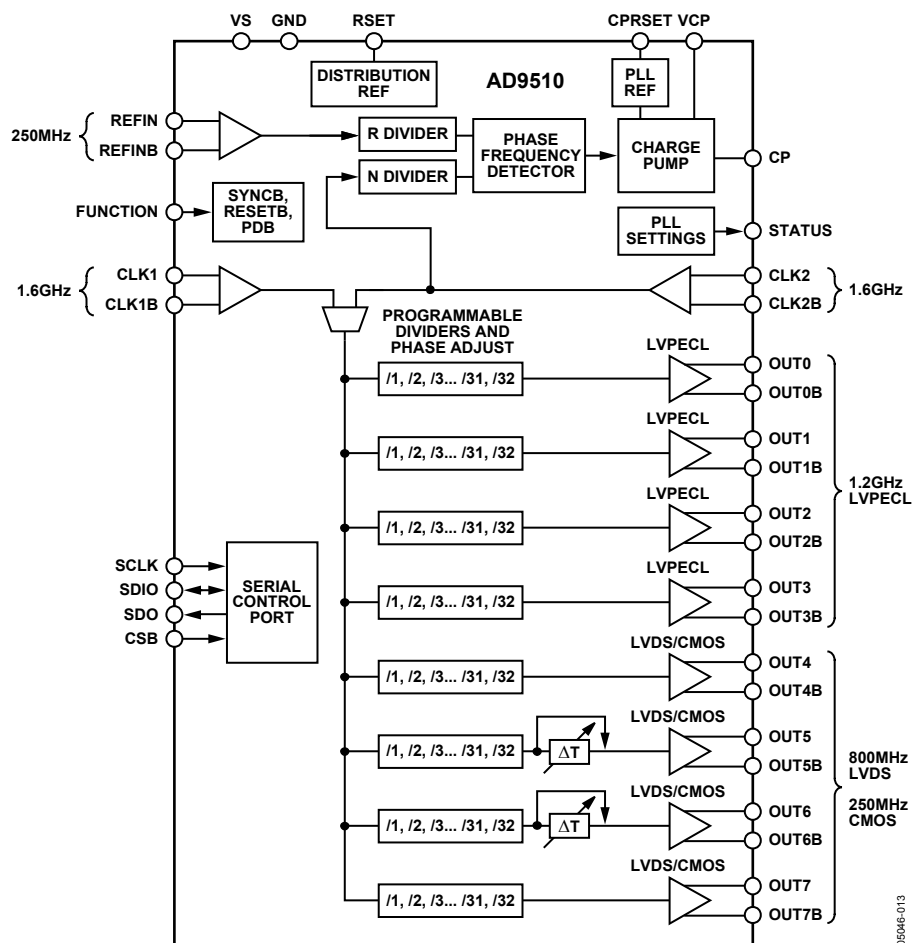 VS
GND
RSET
CPRSET
VCP
DISTRIBUTION
REF
AD9510
PLL
REF
250MHz
REFIN
REFINB
R DIVIDER
N DIVIDER
PHASE
FREQUENCY
DETECTOR
CHARGE
PUMP
CP
FUNCTION
SYNCB,
RESETB,
PDB
PLL
SETTINGS
STATUS
1.6GHz
CLK1
CLK1B
CLK2
CLK2B
1.6GHz
PROGRAMMABLE
DIVIDERS AND
PHASE ADJUST
/1, /2, /3... /31, /32
LVPECL
OUT0
OUT0B
/1, /2, /3... /31, /32
LVPECL
OUT1
OUT1B
1.2GHz
LVPECL
/1, /2, /3... /31, /32
LVPECL
OUT2
OUT2B
/1, /2, /3... /31, /32
LVPECL
OUT3
OUT3B
SCLK
SDIO
SDO
CSB
SERIAL
CONTROL
PORT
/1, /2, /3... /31, /32
LVDS/CMOS
OUT4
OUT4B
/1, /2, /3... /31, /32
ΔT
LVDS/CMOS
OUT5
OUT5B
800MHz
LVDS
250MHz
CMOS
/1, /2, /3... /31, /32
ΔT
LVDS/CMOS
OUT6
OUT6B
/1, /2, /3... /31, /32
LVDS/CMOS
OUT7
OUT7B
05046-013